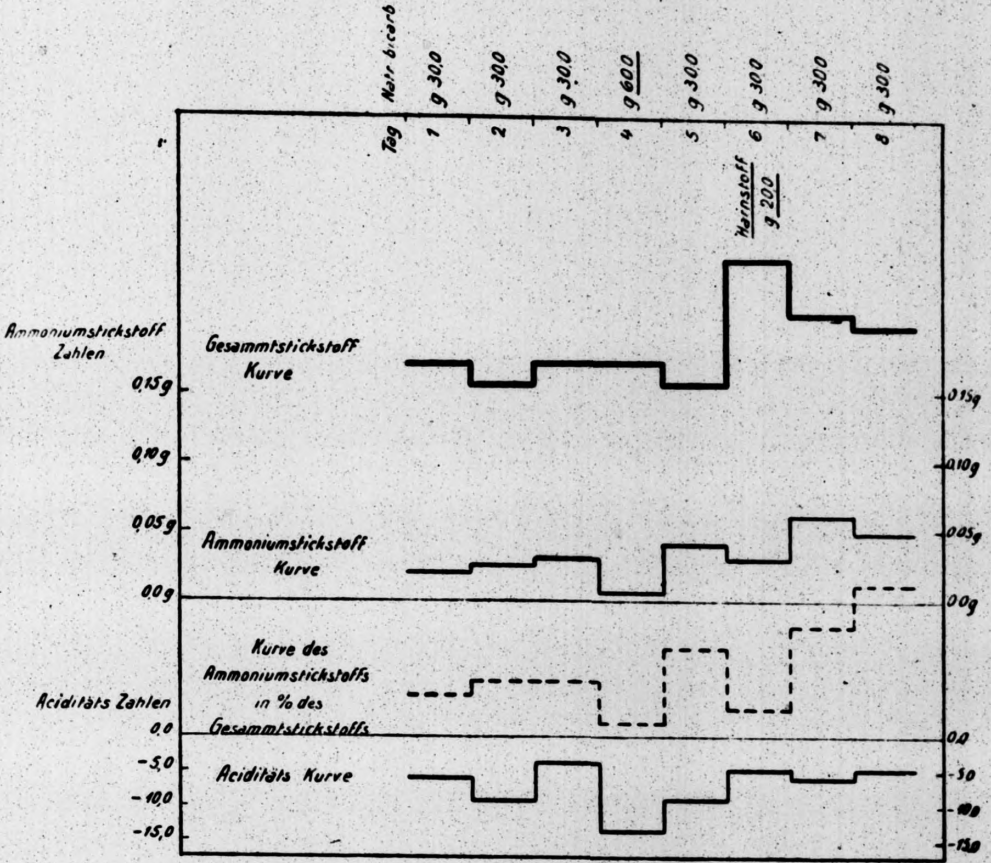 Natr bicarb
g 30,0
g 30,0
g 30,0
g 60,0
g 30,0
g 30,0
g 30,0
g 30,0
Tag
1
2
3
4
5
6
7
8
Harnstoff
g 20,0
Ammoniumstickstoff
Zahlen
Gesammtstickstoff
Kurve
0,15g
0,15g
0,10g
0,10g
0,05g
0,05g
Ammoniumstickstoff
Kurve
0,0g
0,0g
Kurve des
Ammoniumstickstoffs
in % des
Gesammtstickstoffs
Aciditäts Zahlen
0,0
0,0
Aciditäts Kurve
-5,0
-5,0
-10,0
-10,0
-15,0
-15,0